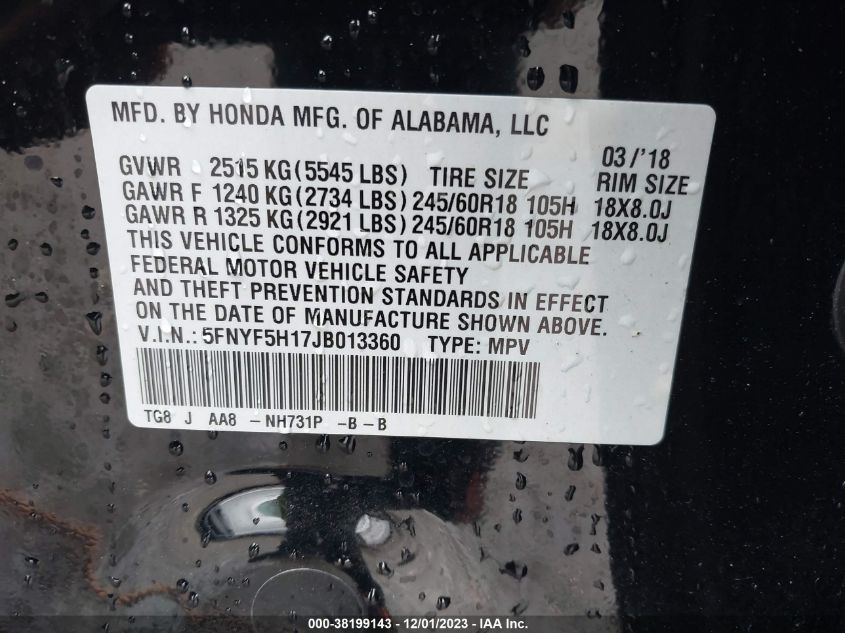 MFD. BY HONDA MFG. OF ALABAMA, LLC
03/'18
GVWR 2515 KG (5545 LBS) TIRE SIZE RIM SIZE
GAWR F 1240 KG (2734 LBS) 245/60R18 105H 18X8.0J
GAWR R 1325 KG (2921 LBS) 245/60R18 105H 18X8.0J
THIS VEHICLE CONFORMS TO ALL APPLICABLE
FEDERAL MOTOR VEHICLE SAFETY
AND THEFT PREVENTION STANDARDS IN EFFECT
ON THE DATE OF MANUFACTURE SHOWN ABOVE.
V.I.N.: 5FNYF5H17JB013360 TYPE: MPV
TG8 J AA8 -NH731P -B-B
000-38199143 - 12/01/2023 - IAA Inc.